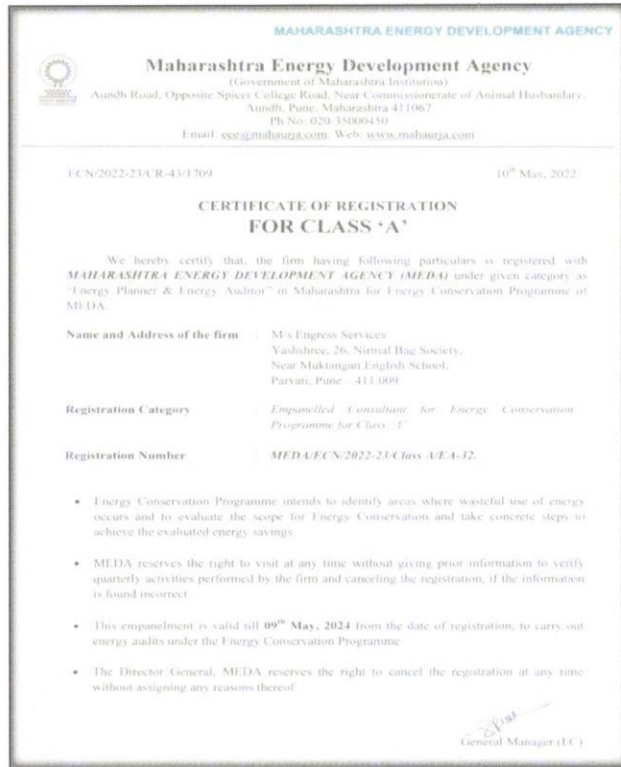 MAHARASHTRA ENERGY DEVELOPMENT AGENCY
Maharashtra Energy Development Agency
(Government of Maharashtra Institution)
Aundh Road, Opposite Spicer College Road, Near Commissionerate of Animal Husbandary,
Aundh, Pune, Maharashtra 411067
Ph No: 020-35000450
Email: eee@mahaurja.com, Web: www.mahaurja.com
ECN/2022-23/CR-43/1709 10th May, 2022
CERTIFICATE OF REGISTRATION
FOR CLASS 'A'
We hereby certify that, the firm having following particulars is registered with
MAHARASHTRA ENERGY DEVELOPMENT AGENCY (MEDA) under given category as
"Energy Planner & Energy Auditor" in Maharashtra for Energy Conservation Programme of
MEDA
Name and Address of the firm : M/s Engress Services
Yashshree, 26, Nirmal Bag Society,
Near Muktangan English School,
Parvati, Pune - 411 009
Registration Category : Empanelled Consultant for Energy Conservation
Programme for Class 'A'
Registration Number : MEDA/ECN/2022-23/Class A/EA-32.
• Energy Conservation Programme intends to identify areas where wasteful use of energy
occurs and to evaluate the scope for Energy Conservation and take concrete steps to
achieve the evaluated energy savings.
• MEDA reserves the right to visit at any time without giving prior information to verify
quarterly activities performed by the firm and canceling the registration, if the information
is found incorrect
• This empanelment is valid till 09th May, 2024 from the date of registration, to carry out
energy audits under the Energy Conservation Programme
• The Director General, MEDA reserves the right to cancel the registration at any time
without assigning any reasons thereof
General Manager (EC)